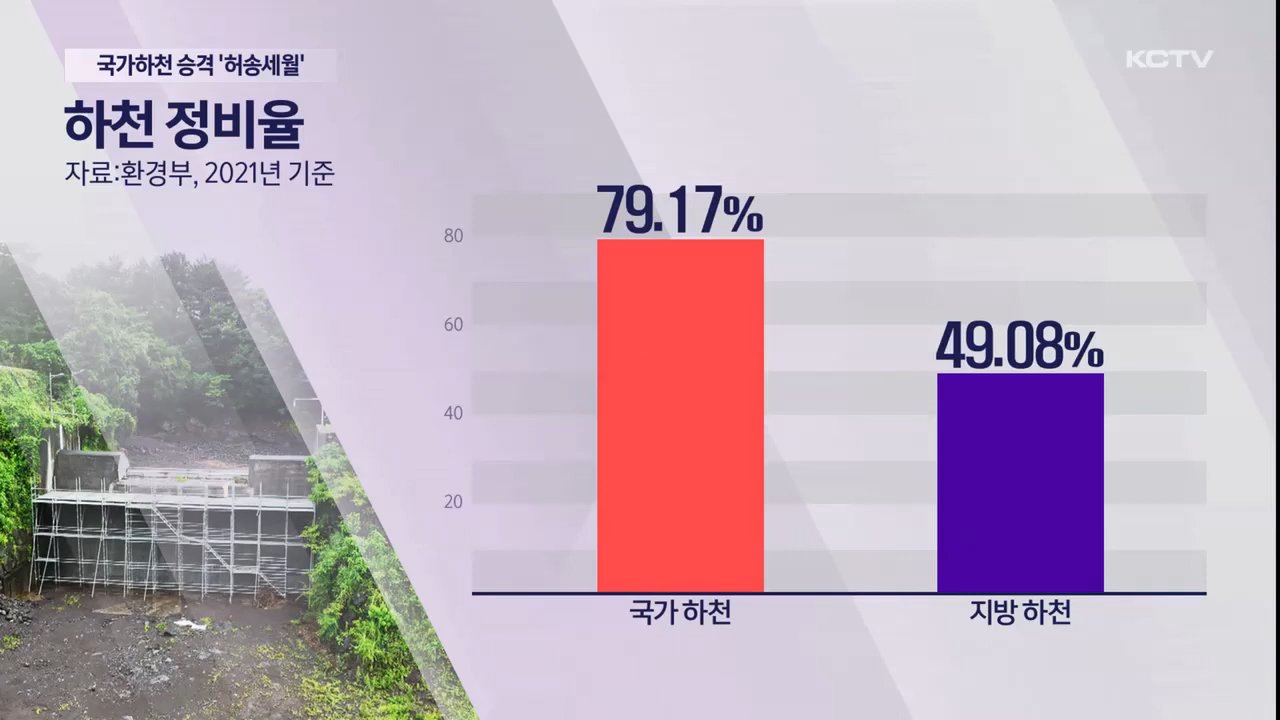 국가하천 승격 '허송세월'
KCTV
하천 정비율
자료:환경부, 2021년 기준
79.17%
80
60
49.08%
40
20
국가 하천
지방 하천